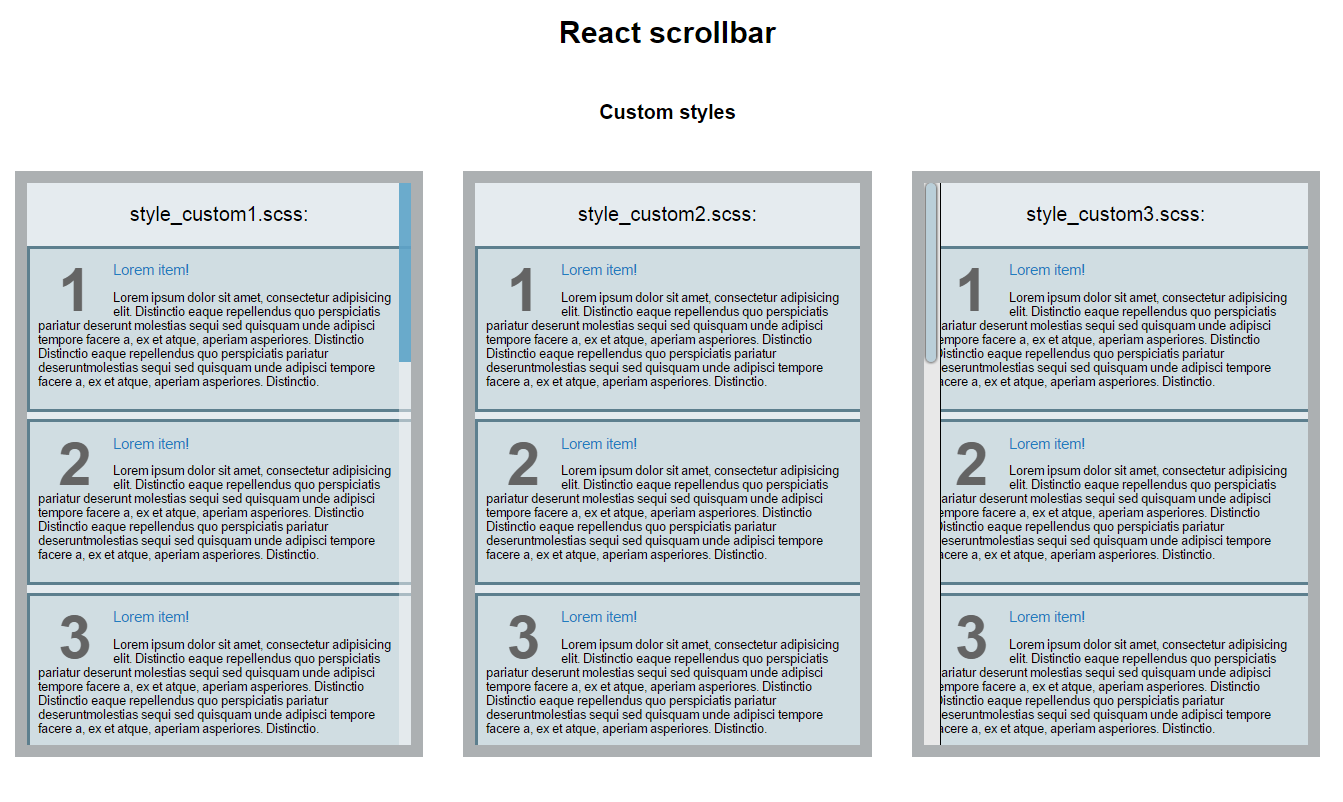 React scrollbar
Custom styles
style_custom1.scss:
1
Lorem item!
Lorem ipsum dolor sit amet, consectetur adipisicing
elit. Distinctio eaque repellendus quo perspiciatis
pariatur deserunt molestias sequi sed quisquam unde adipisci
tempore facere a, ex et atque, aperiam asperiores. Distinctio
Distinctio eaque repellendus quo perspiciatis pariatur
deseruntmolestias sequi sed quisquam unde adipisci tempore
facere a, ex et atque, aperiam asperiores. Distinctio.
2
Lorem item!
Lorem ipsum dolor sit amet, consectetur adipisicing
elit. Distinctio eaque repellendus quo perspiciatis
pariatur deserunt molestias sequi sed quisquam unde adipisci
tempore facere a, ex et atque, aperiam asperiores. Distinctio
Distinctio eaque repellendus quo perspiciatis pariatur
deseruntmolestias sequi sed quisquam unde adipisci tempore
facere a, ex et atque, aperiam asperiores. Distinctio.
3
Lorem item!
Lorem ipsum dolor sit amet, consectetur adipisicing
elit. Distinctio eaque repellendus quo perspiciatis
pariatur deserunt molestias sequi sed quisquam unde adipisci
tempore facere a, ex et atque, aperiam asperiores. Distinctio
Distinctio eaque repellendus quo perspiciatis pariatur
deseruntmolestias sequi sed quisquam unde adipisci tempore
facere a, ex et atque, aperiam asperiores. Distinctio.
style_custom2.scss:
1
Lorem item!
Lorem ipsum dolor sit amet, consectetur adipisicing
elit. Distinctio eaque repellendus quo perspiciatis
pariatur deserunt molestias sequi sed quisquam unde adipisci
tempore facere a, ex et atque, aperiam asperiores. Distinctio
Distinctio eaque repellendus quo perspiciatis pariatur
deseruntmolestias sequi sed quisquam unde adipisci tempore
facere a, ex et atque, aperiam asperiores. Distinctio.
2
Lorem item!
Lorem ipsum dolor sit amet, consectetur adipisicing
elit. Distinctio eaque repellendus quo perspiciatis
pariatur deserunt molestias sequi sed quisquam unde adipisci
tempore facere a, ex et atque, aperiam asperiores. Distinctio
Distinctio eaque repellendus quo perspiciatis pariatur
deseruntmolestias sequi sed quisquam unde adipisci tempore
facere a, ex et atque, aperiam asperiores. Distinctio.
3
Lorem item!
Lorem ipsum dolor sit amet, consectetur adipisicing
elit. Distinctio eaque repellendus quo perspiciatis
pariatur deserunt molestias sequi sed quisquam unde adipisci
tempore facere a, ex et atque, aperiam asperiores. Distinctio
Distinctio eaque repellendus quo perspiciatis pariatur
deseruntmolestias sequi sed quisquam unde adipisci tempore
facere a, ex et atque, aperiam asperiores. Distinctio.
style_custom3.scss:
1
Lorem item!
Lorem ipsum dolor sit amet, consectetur adipisicing
elit. Distinctio eaque repellendus quo perspiciatis
ariatur deserunt molestias sequi sed quisquam unde adipisci
empore facere a, ex et atque, aperiam asperiores. Distinctio
istinctio eaque repellendus quo perspiciatis pariatur
eseruntmolestias sequi sed quisquam unde adipisci tempore
acere a, ex et atque, aperiam asperiores. Distinctio.
2
Lorem item!
Lorem ipsum dolor sit amet, consectetur adipisicing
elit. Distinctio eaque repellendus quo perspiciatis
ariatur deserunt molestias sequi sed quisquam unde adipisci
empore facere a, ex et atque, aperiam asperiores. Distinctio
istinctio eaque repellendus quo perspiciatis pariatur
eseruntmolestias sequi sed quisquam unde adipisci tempore
acere a, ex et atque, aperiam asperiores. Distinctio.
3
Lorem item!
Lorem ipsum dolor sit amet, consectetur adipisicing
elit. Distinctio eaque repellendus quo perspiciatis
ariatur deserunt molestias sequi sed quisquam unde adipisci
empore facere a, ex et atque, aperiam asperiores. Distinctio
istinctio eaque repellendus quo perspiciatis pariatur
eseruntmolestias sequi sed quisquam unde adipisci tempore
acere a, ex et atque, aperiam asperiores. Distinctio.